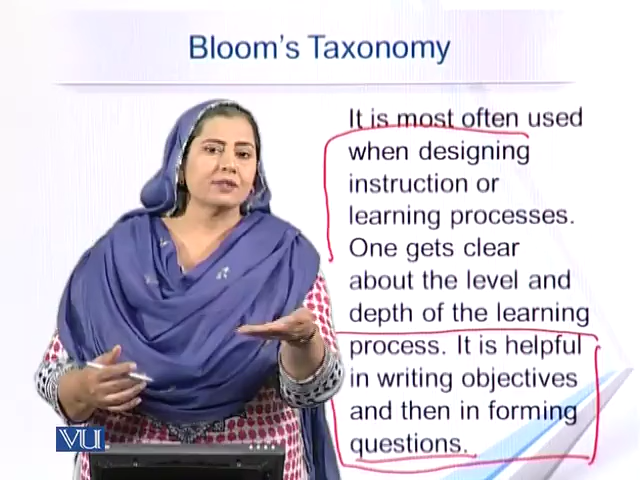 Bloom's Taxonomy
It is most often used
when designing
instruction or
learning processes.
One gets clear
about the level and
depth of the learning
process. It is helpful
in writing objectives
and then in forming
questions.
VU